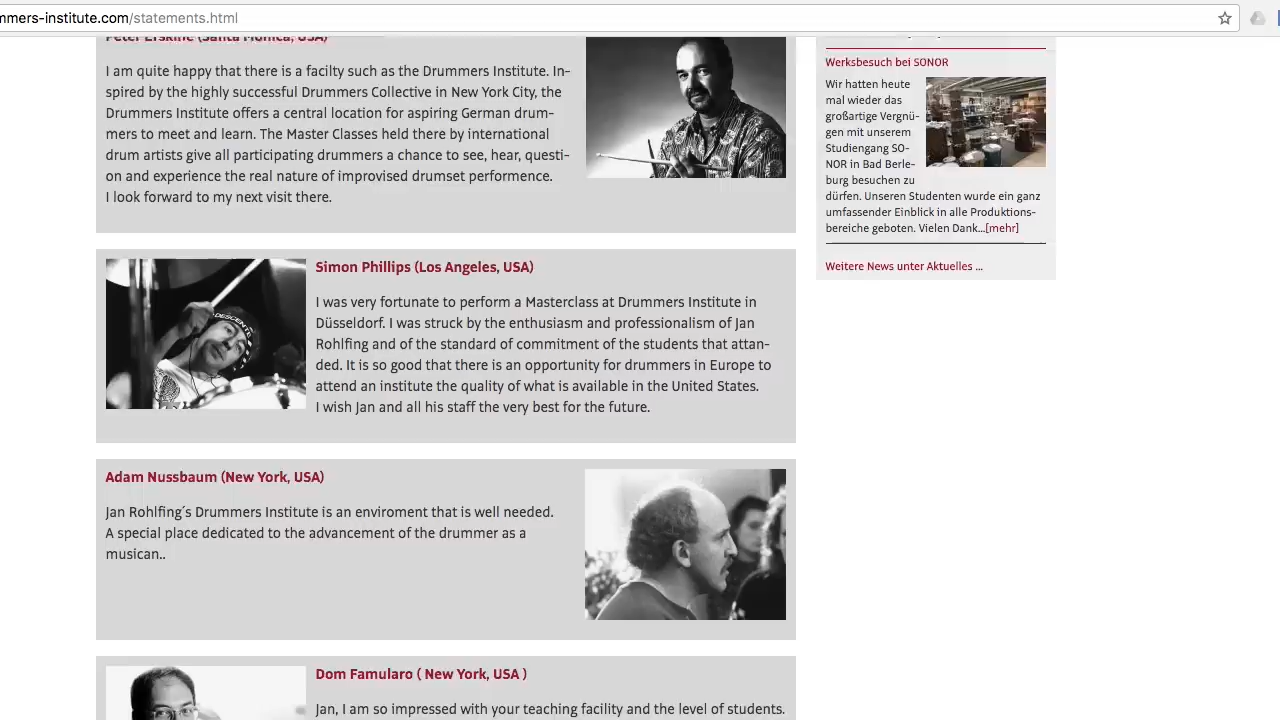 mmers-institute.com/statements.html
Peter Erskine (Santa Monica, USA)
I am quite happy that there is a facilty such as the Drummers Institute. In-
spired by the highly successful Drummers Collective in New York City, the
Drummers Institute offers a central location for aspiring German drum-
mers to meet and learn. The Master Classes held there by international
drum artists give all participating drummers a chance to see, hear, questi-
on and experience the real nature of improvised drumset performence.
I look forward to my next visit there.
Simon Phillips (Los Angeles, USA)
I was very fortunate to perform a Masterclass at Drummers Institute in
Düsseldorf. I was struck by the enthusiasm and professionalism of Jan
Rohlfing and of the standard of commitment of the students that attan-
ded. It is so good that there is an opportunity for drummers in Europe to
attend an institute the quality of what is available in the United States.
I wish Jan and all his staff the very best for the future.
DESCENTE
Adam Nussbaum (New York, USA)
Jan Rohlfing´s Drummers Institute is an enviroment that is well needed.
A special place dedicated to the advancement of the drummer as a
musican..
Dom Famularo ( New York, USA )
Jan, I am so impressed with your teaching facility and the level of students.
Werksbesuch bei SONOR
Wir hatten heute
mal wieder das
großartige Vergnü-
gen mit unserem
Studiengang SO-
NOR in Bad Berle-
burg besuchen zu
dürfen. Unseren Studenten wurde ein ganz
umfassender Einblick in alle Produktions-
bereiche geboten. Vielen Dank...[mehr]
Weitere News unter Aktuelles ...